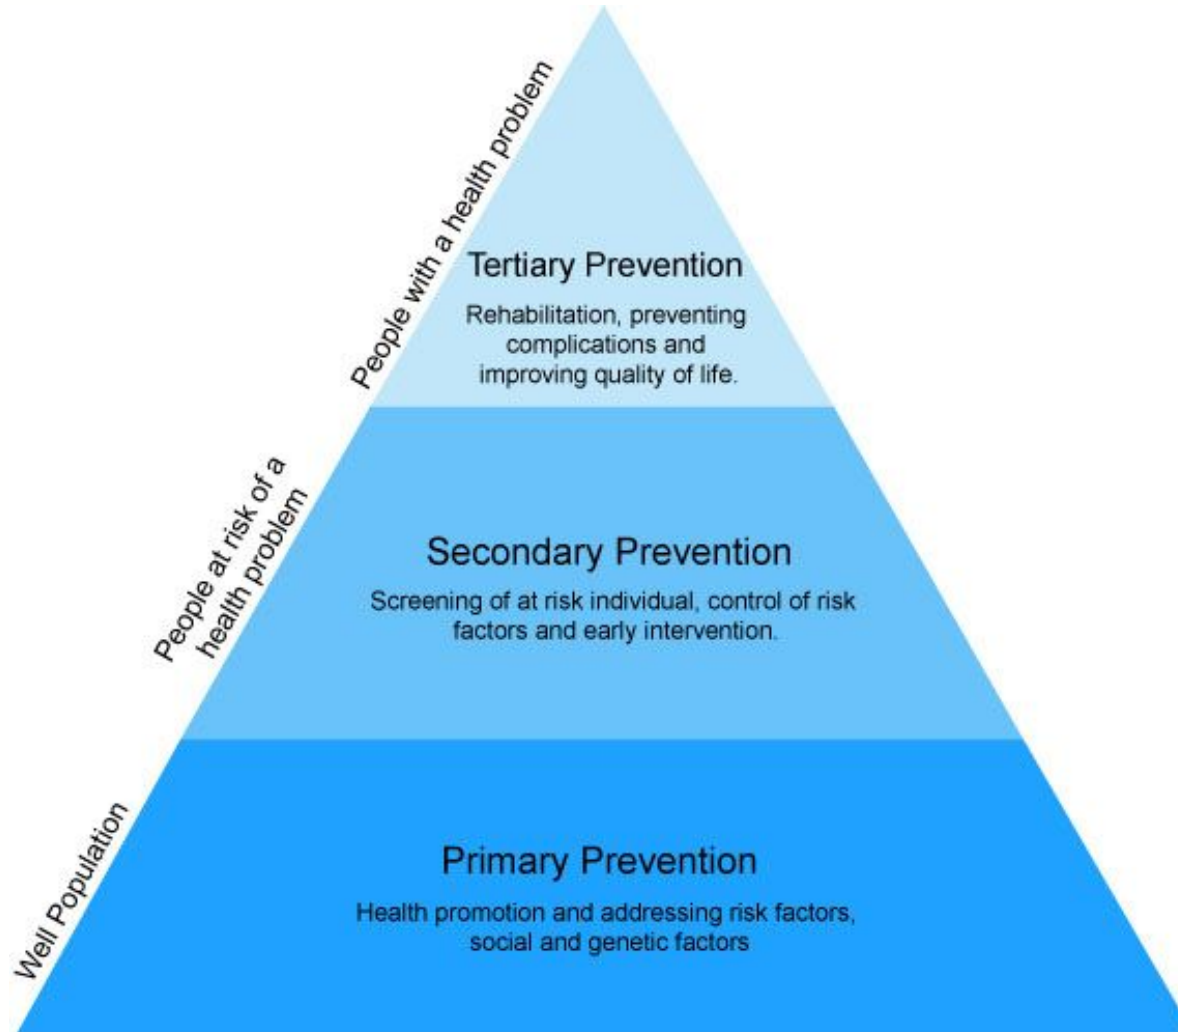 People with a health problem
Tertiary Prevention
Rehabilitation, preventing
complications and
improving quality of life.
People at risk of a
health problem
Secondary Prevention
Screening of at risk individual, control of risk
factors and early intervention.
Well Population
Primary Prevention
Health promotion and addressing risk factors,
social and genetic factors